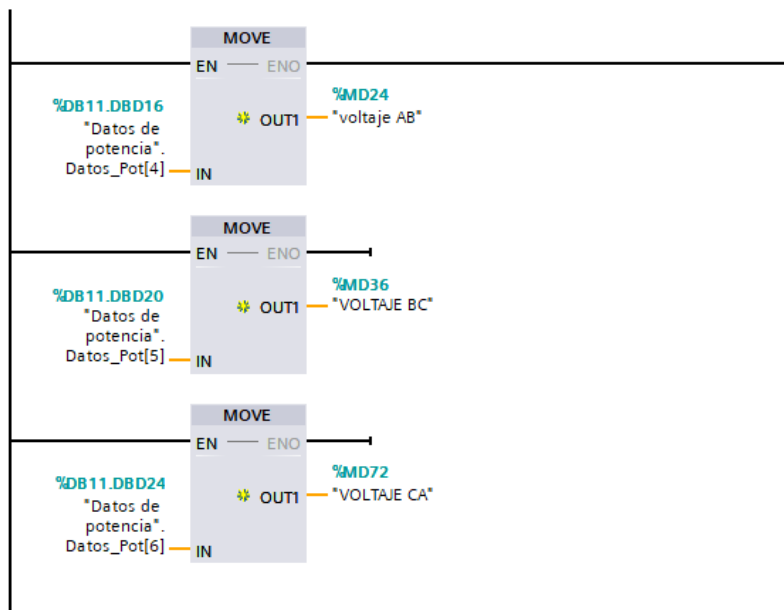 MOVE
EN ENO
%DB11.DBD16
"Datos de
potencia".
Datos_Pot[4]
IN
OUT1
%MD24
"voltaje AB"
MOVE
EN ENO
%DB11.DBD20
"Datos de
potencia".
Datos_Pot[5]
IN
OUT1
%MD36
"VOLTAJE BC"
MOVE
EN ENO
%DB11.DBD24
"Datos de
potencia".
Datos_Pot[6]
IN
OUT1
%MD72
"VOLTAJE CA"